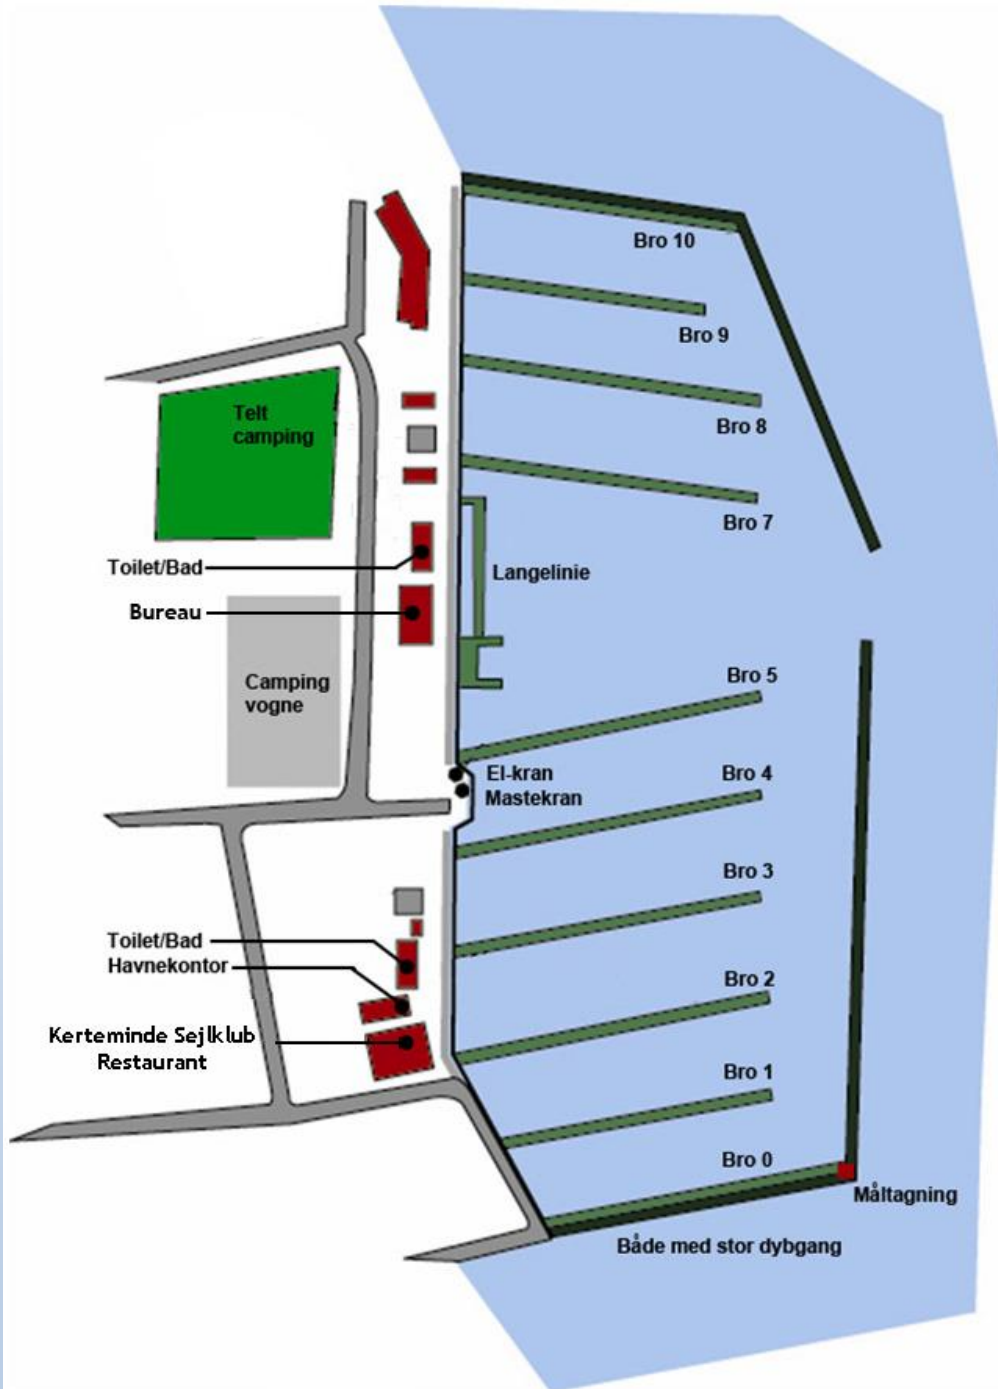 Bro 10
Bro 9
Telt
camping
Bro 8
Bro 7
Toilet/Bad
Langelinie
Bureau
Bro 5
Camping
vogne
El-kran
Mastekran
Bro 4
Bro 3
Toilet/Bad
Havnekontor
Bro 2
Kerteminde Sejlklub
Restaurant
Bro 1
Bro 0
Måltagning
Både med stor dybgang